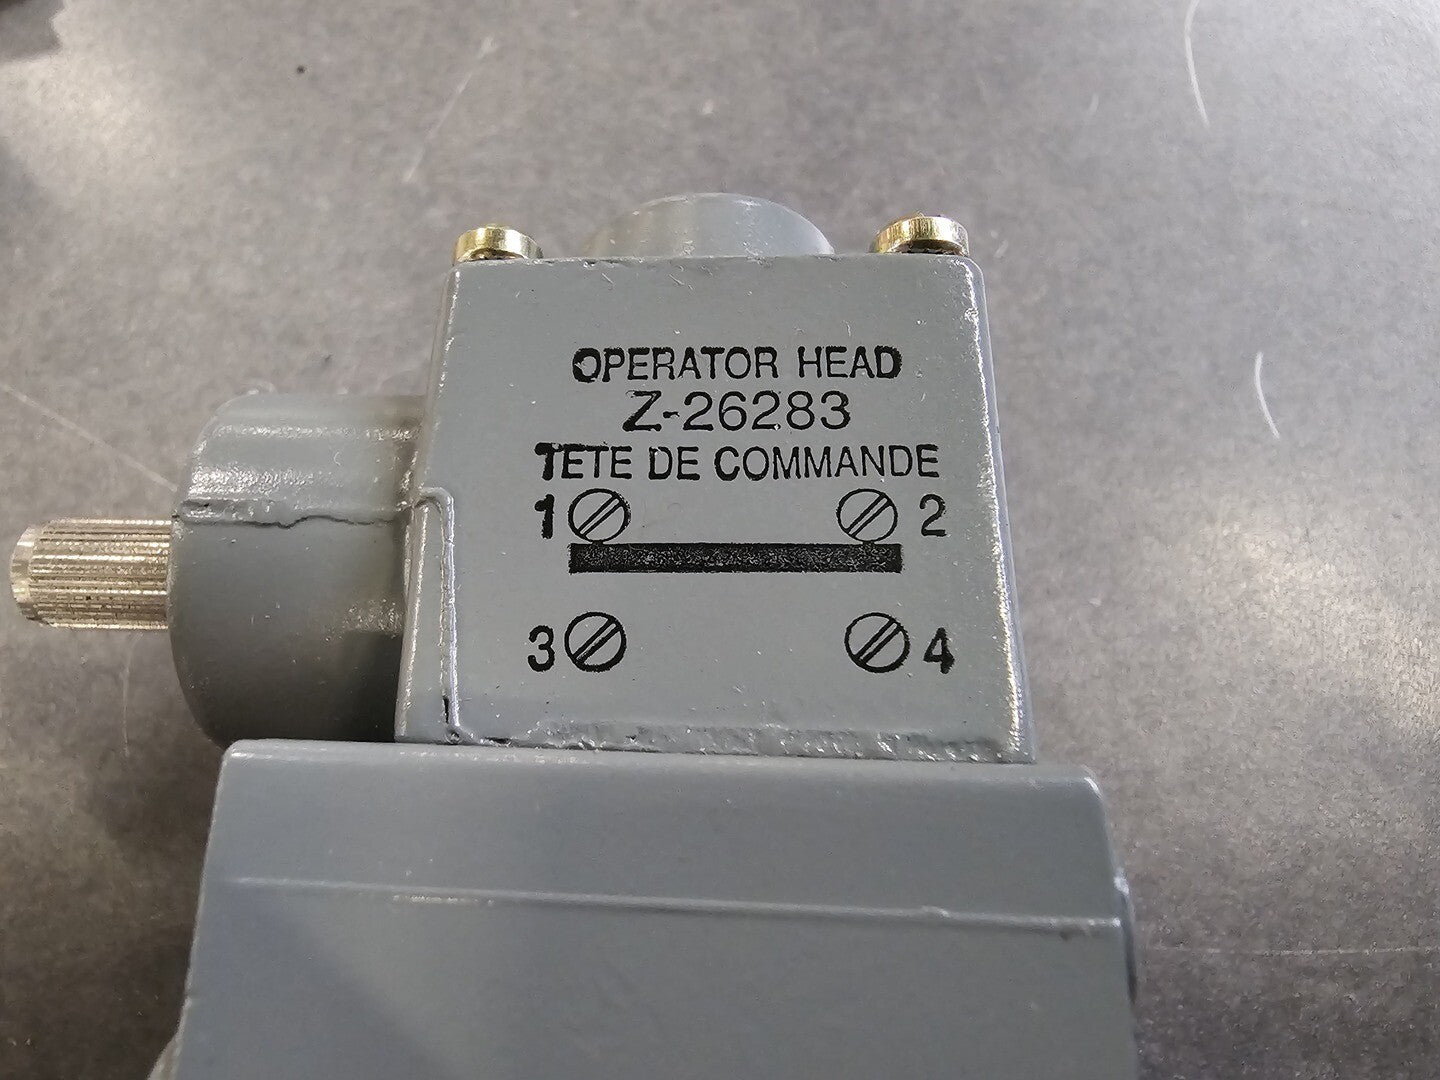 OPERATOR HEAD
Z-26283
TETE DE COMMANDE
1 2
3 4